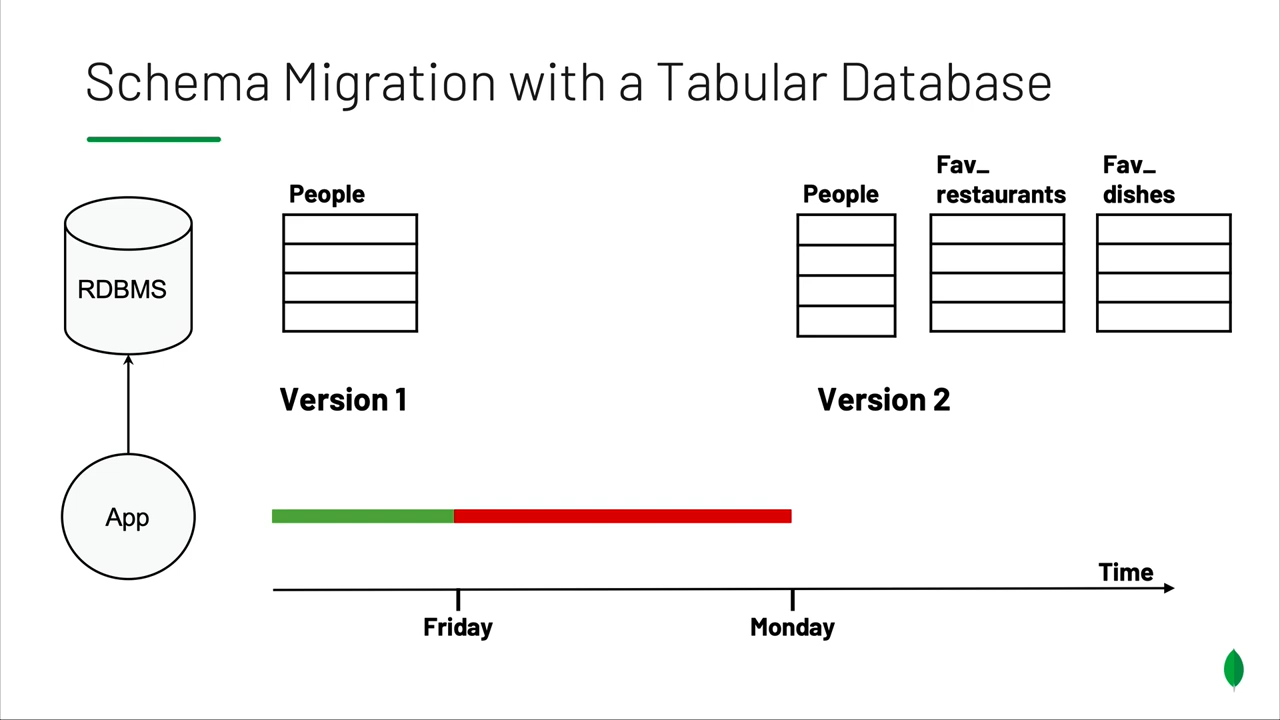 Schema Migration with a Tabular Database
People
People
Fav_
restaurants
Fav_
dishes
RDBMS
Version 1
Version 2
App
Time
Friday
Monday